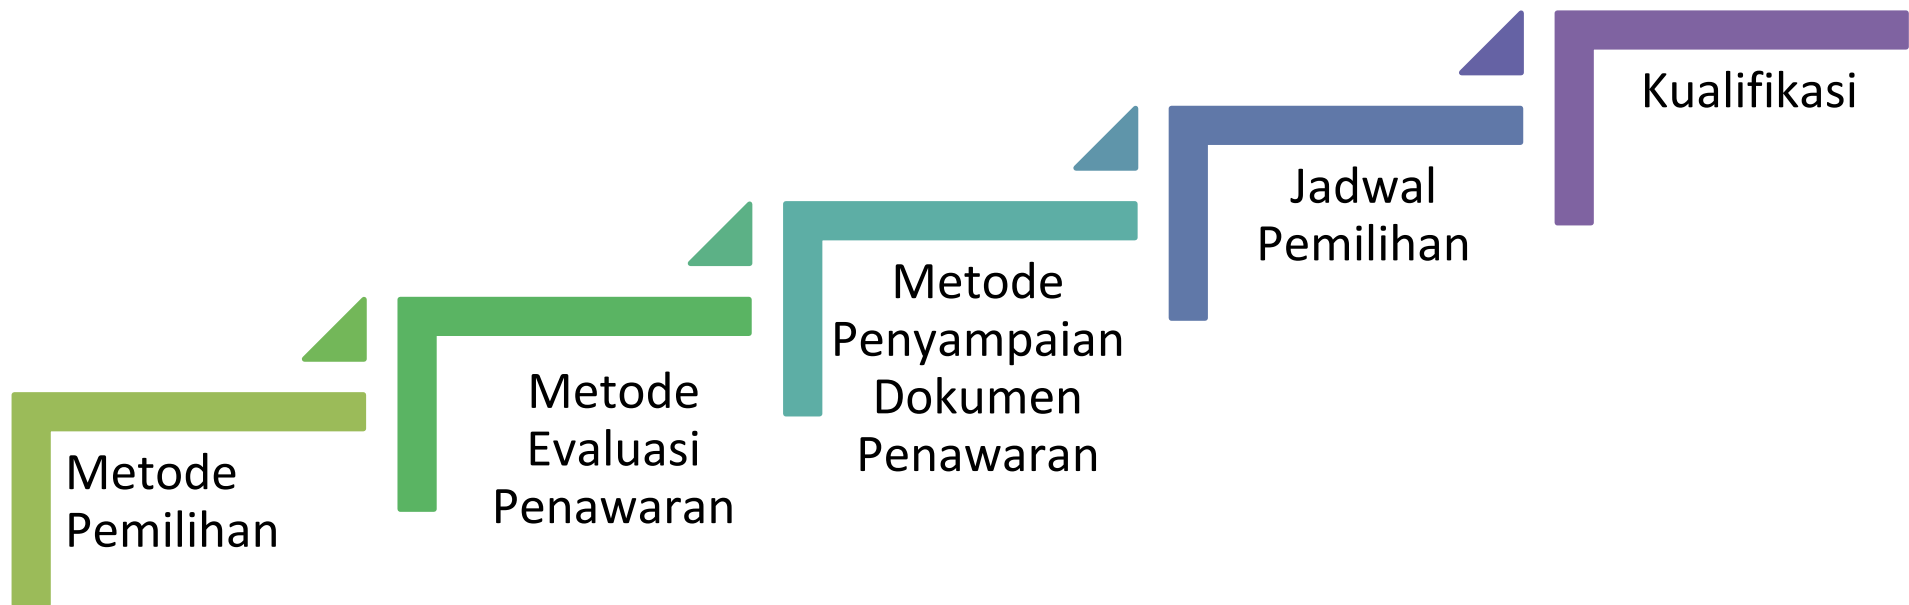 Metode
Pemilihan
Metode
Evaluasi
Penawaran
Metode
Penyampaian
Dokumen
Penawaran
Jadwal
Pemilihan
Kualifikasi